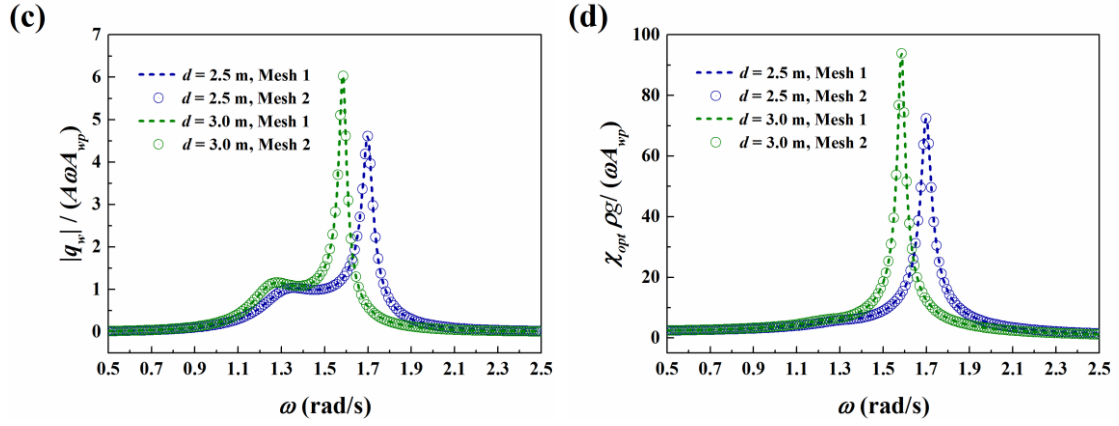 (c)
7
6
5
4
3
2
1
0
|q_w| / (AωA_wp)
d = 2.5 m, Mesh 1
d = 2.5 m, Mesh 2
d = 3.0 m, Mesh 1
d = 3.0 m, Mesh 2
0.5 0.7 0.9 1.1 1.3 1.5 1.7 1.9 2.1 2.3 2.5
ω (rad/s)
(d)
100
80
60
40
20
0
χ_opt ρg/ (ωA_wp)
d = 2.5 m, Mesh 1
d = 2.5 m, Mesh 2
d = 3.0 m, Mesh 1
d = 3.0 m, Mesh 2
0.5 0.7 0.9 1.1 1.3 1.5 1.7 1.9 2.1 2.3 2.5
ω (rad/s)